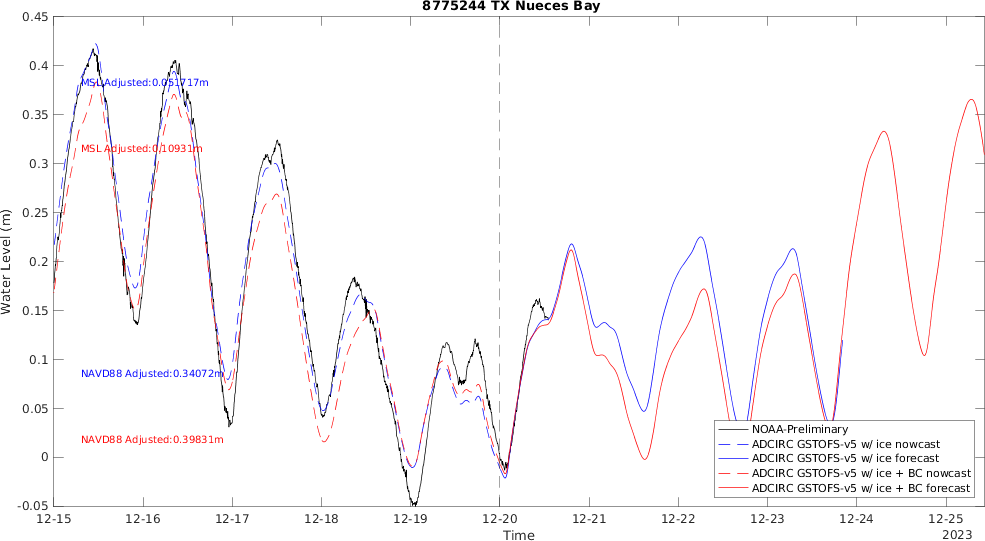 8775244 TX Nueces Bay
0.45
0.4
0.35
0.3
0.25
0.2
0.15
0.1
0.05
0
-0.05
Water Level (m)
MSL Adjusted:0.051717m
MSL Adjusted:0.10931m
NAVD88 Adjusted:0.34072m
NAVD88 Adjusted:0.39831m
NOAA-Preliminary
ADCIRC GSTOFS-v5 w/ ice nowcast
ADCIRC GSTOFS-v5 w/ ice forecast
ADCIRC GSTOFS-v5 w/ ice + BC nowcast
ADCIRC GSTOFS-v5 w/ ice + BC forecast
12-15 12-16 12-17 12-18 12-19 12-20 12-21 12-22 12-23 12-24 12-25
Time
2023